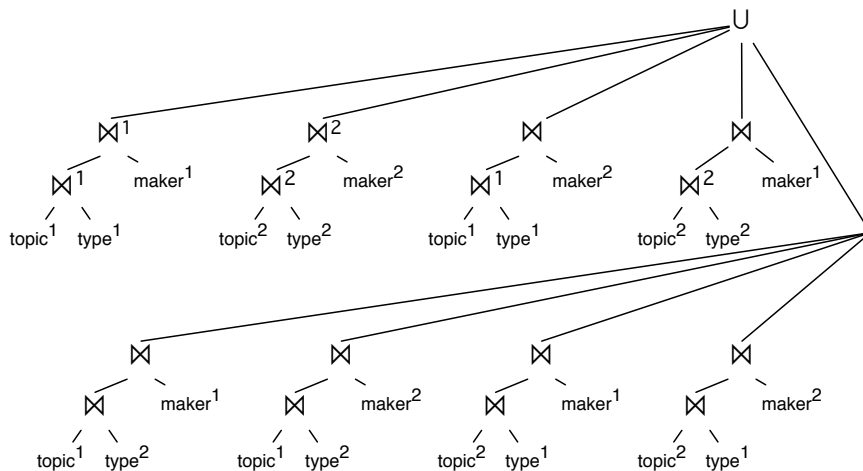 ∪
⋈¹ ⋈² ⋈ ⋈
⋈¹ maker¹ ⋈² maker² ⋈¹ maker² ⋈² maker¹
topic¹ type¹ topic² type² topic¹ type¹ topic² type²
⋈ ⋈ ⋈ ⋈
⋈ maker¹ ⋈ maker² ⋈ maker¹ ⋈ maker²
topic¹ type² topic¹ type² topic² type¹ topic² type¹